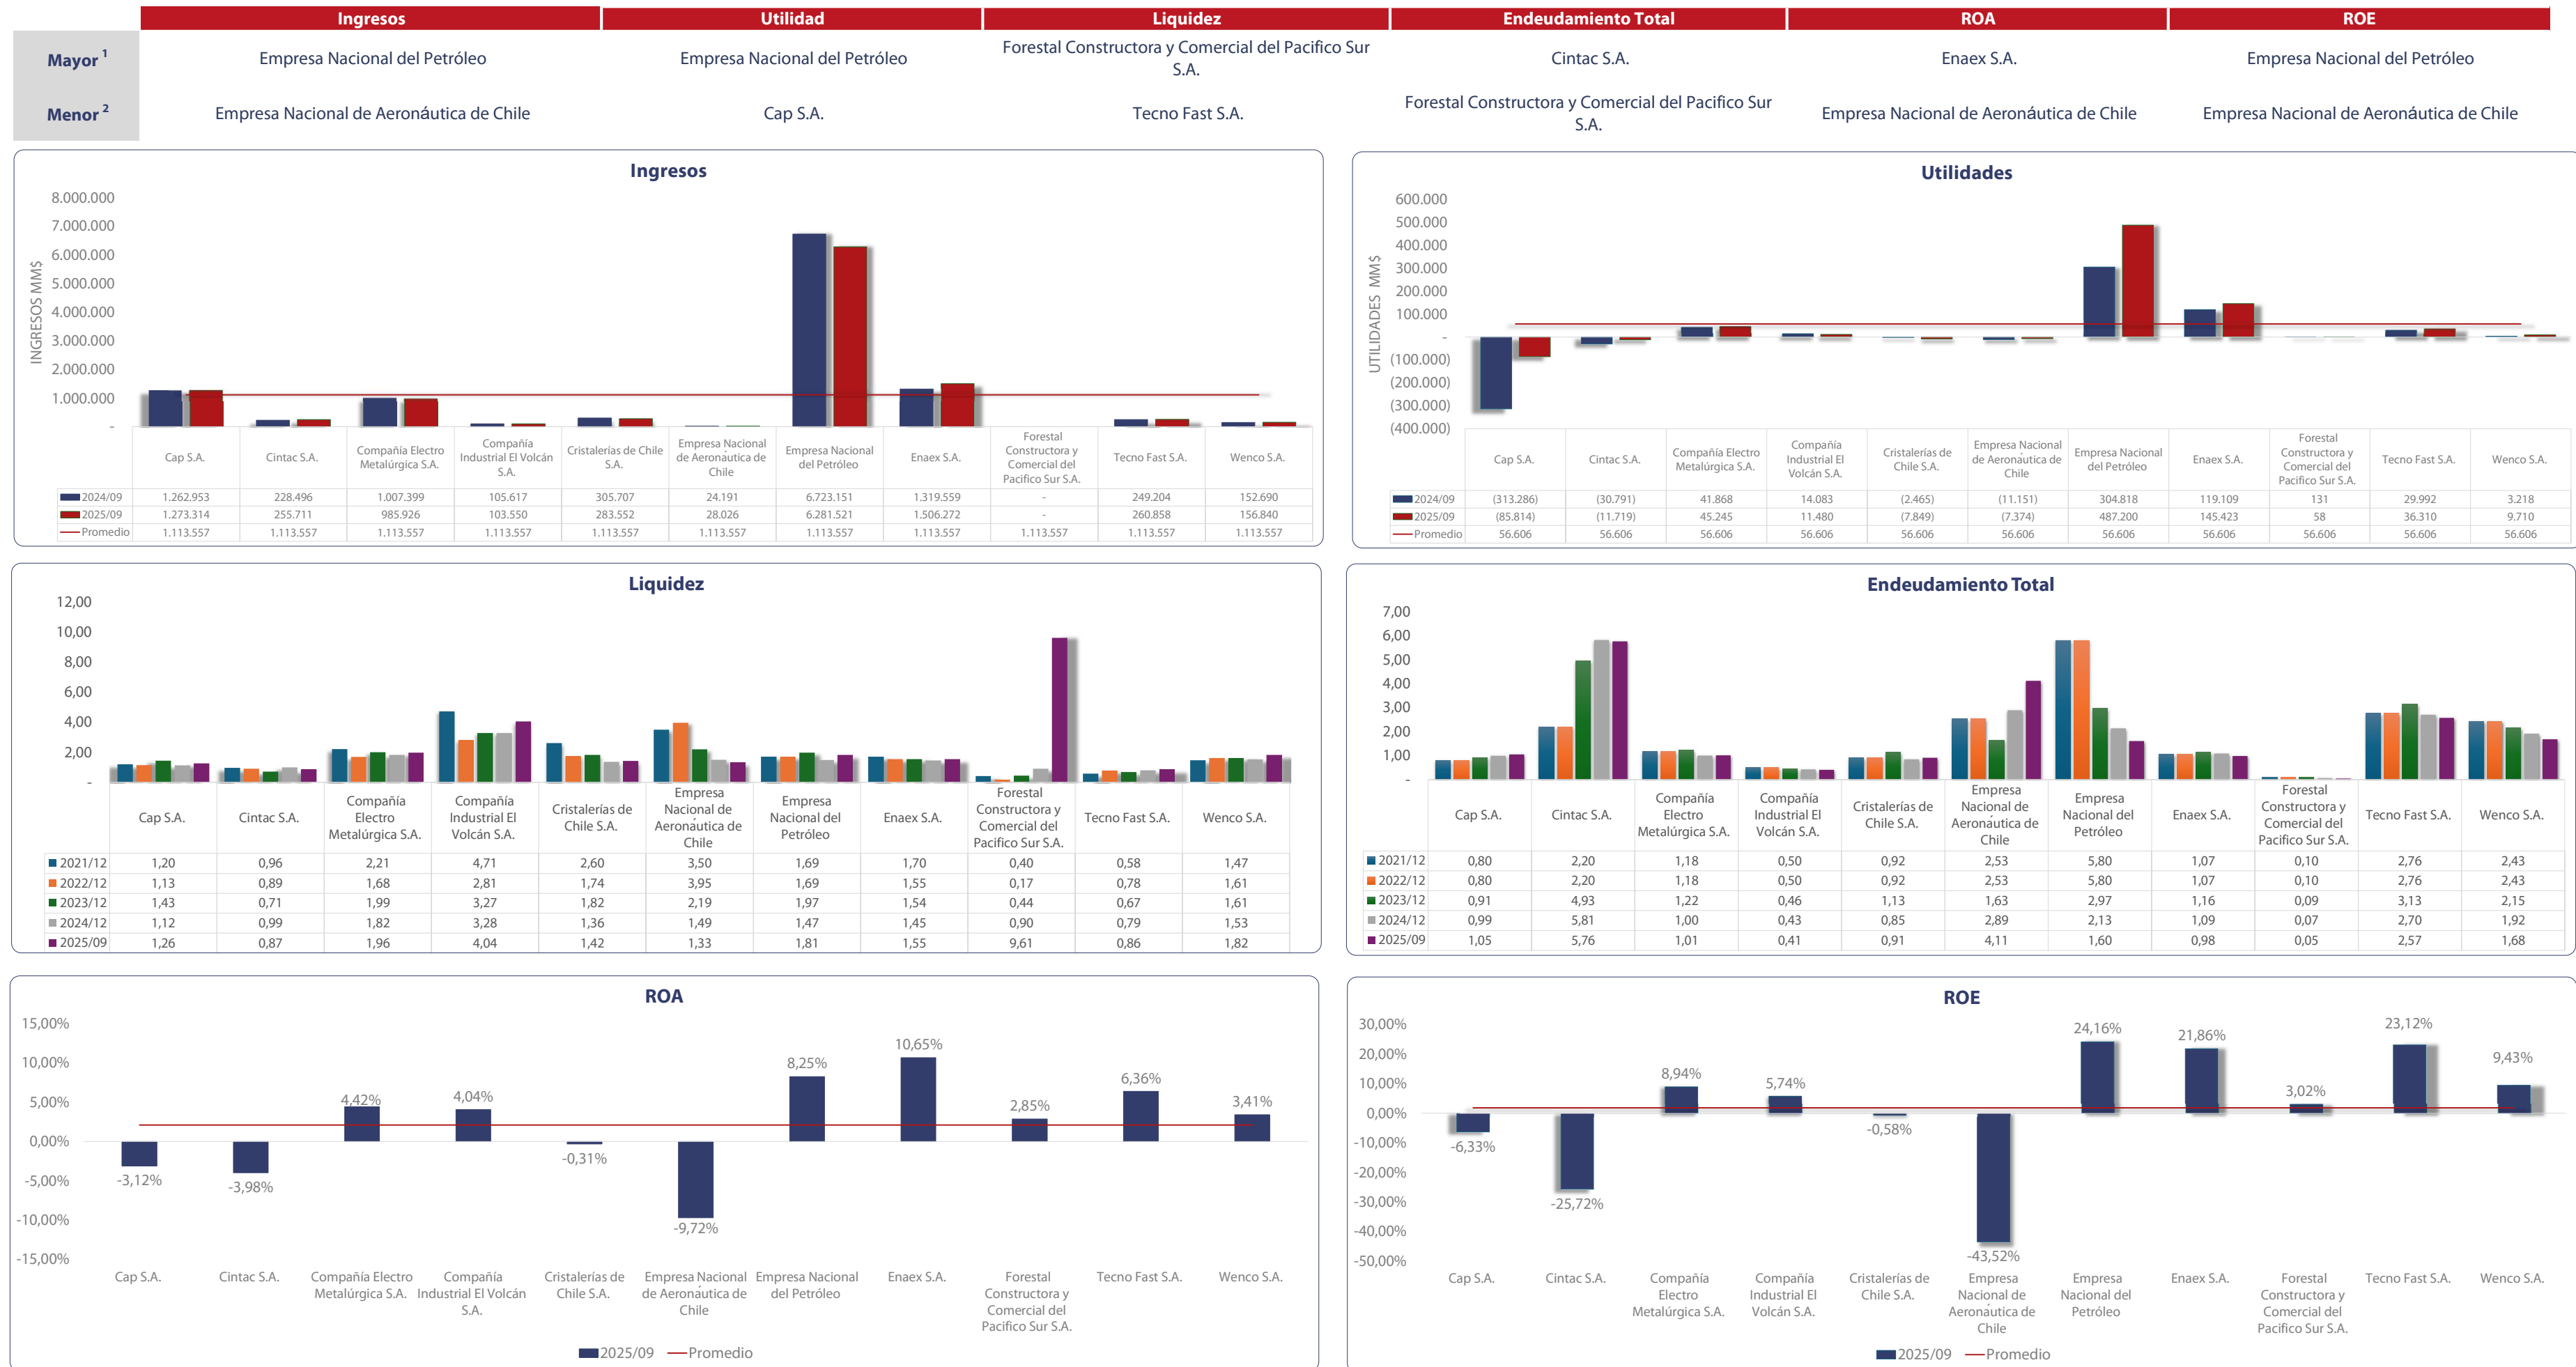 Ingresos Utilidad Liquidez Endeudamiento Total ROA ROE
Mayor 1 Empresa Nacional del Petróleo Empresa Nacional del Petróleo Forestal Constructora y Comercial del Pacifico Sur S.A. Cintac S.A. Enaex S.A. Empresa Nacional del Petróleo
Menor 2 Empresa Nacional de Aeronáutica de Chile Cap S.A. Tecno Fast S.A. Forestal Constructora y Comercial del Pacifico Sur S.A. Empresa Nacional de Aeronáutica de Chile Empresa Nacional de Aeronáutica de Chile
Ingresos
INGRESOS MM$
8.000.000
7.000.000
6.000.000
5.000.000
4.000.000
3.000.000
2.000.000
1.000.000
-
Cap S.A. Cintac S.A. Compañía Electro Metalúrgica S.A. Compañía Industrial El Volcán S.A. Cristalerías de Chile S.A. Empresa Nacional de Aeronáutica de Chile Empresa Nacional del Petróleo Enaex S.A. Forestal Constructora y Comercial del Pacifico Sur S.A. Tecno Fast S.A. Wenco S.A.
2024/09 1.262.953 228.496 1.007.399 105.617 305.707 24.191 6.723.151 1.319.559 - 249.204 152.690
2025/09 1.273.314 255.711 985.926 103.550 283.552 28.026 6.281.521 1.506.272 - 260.858 156.840
Promedio 1.113.557 1.113.557 1.113.557 1.113.557 1.113.557 1.113.557 1.113.557 1.113.557 1.113.557 1.113.557 1.113.557
Utilidades
UTILIDADES MM$
600.000
500.000
400.000
300.000
200.000
100.000
-
(100.000)
(200.000)
(300.000)
(400.000)
Cap S.A. Cintac S.A. Compañía Electro Metalúrgica S.A. Compañía Industrial El Volcán S.A. Cristalerías de Chile S.A. Empresa Nacional de Aeronáutica de Chile Empresa Nacional del Petróleo Enaex S.A. Forestal Constructora y Comercial del Pacifico Sur S.A. Tecno Fast S.A. Wenco S.A.
2024/09 (313.286) (30.791) 41.868 14.083 (2.465) (11.151) 304.818 119.109 131 29.992 3.218
2025/09 (85.814) (11.719) 45.245 11.480 (7.849) (7.374) 487.200 145.423 58 36.310 9.710
Promedio 56.606 56.606 56.606 56.606 56.606 56.606 56.606 56.606 56.606 56.606 56.606
Liquidez
12,00
10,00
8,00
6,00
4,00
2,00
-
Cap S.A. Cintac S.A. Compañía Electro Metalúrgica S.A. Compañía Industrial El Volcán S.A. Cristalerías de Chile S.A. Empresa Nacional de Aeronáutica de Chile Empresa Nacional del Petróleo Enaex S.A. Forestal Constructora y Comercial del Pacifico Sur S.A. Tecno Fast S.A. Wenco S.A.
2021/12 1,20 0,96 2,21 4,71 2,60 3,50 1,69 1,70 0,40 0,58 1,47
2022/12 1,13 0,89 1,68 2,81 1,74 3,95 1,69 1,55 0,17 0,78 1,61
2023/12 1,43 0,71 1,99 3,27 1,82 2,19 1,97 1,54 0,44 0,67 1,61
2024/12 1,12 0,99 1,82 3,28 1,36 1,49 1,47 1,45 0,90 0,79 1,53
2025/09 1,26 0,87 1,96 4,04 1,42 1,33 1,81 1,55 9,61 0,86 1,82
Endeudamiento Total
7,00
6,00
5,00
4,00
3,00
2,00
1,00
-
Cap S.A. Cintac S.A. Compañía Electro Metalúrgica S.A. Compañía Industrial El Volcán S.A. Cristalerías de Chile S.A. Empresa Nacional de Aeronáutica de Chile Empresa Nacional del Petróleo Enaex S.A. Forestal Constructora y Comercial del Pacifico Sur S.A. Tecno Fast S.A. Wenco S.A.
2021/12 0,80 2,20 1,18 0,50 0,92 2,53 5,80 1,07 0,10 2,76 2,43
2022/12 0,80 2,20 1,18 0,50 0,92 2,53 5,80 1,07 0,10 2,76 2,43
2023/12 0,91 4,93 1,22 0,46 1,13 1,63 2,97 1,16 0,09 3,13 2,15
2024/12 0,99 5,81 1,00 0,43 0,85 2,89 2,13 1,09 0,07 2,70 1,92
2025/09 1,05 5,76 1,01 0,41 0,91 4,11 1,60 0,98 0,05 2,57 1,68
ROA
15,00%
10,00%
5,00%
0,00%
-5,00%
-10,00%
-15,00%
-3,12% -3,98% 4,42% 4,04% -0,31% -9,72% 8,25% 10,65% 2,85% 6,36% 3,41%
Cap S.A. Cintac S.A. Compañía Electro Metalúrgica S.A. Compañía Industrial El Volcán S.A. Cristalerías de Chile S.A. Empresa Nacional de Aeronáutica de Chile Empresa Nacional del Petróleo Enaex S.A. Forestal Constructora y Comercial del Pacifico Sur S.A. Tecno Fast S.A. Wenco S.A.
2025/09 Promedio
ROE
30,00%
20,00%
10,00%
0,00%
-10,00%
-20,00%
-30,00%
-40,00%
-50,00%
-6,33% -25,72% 8,94% 5,74% -0,58% -43,52% 24,16% 21,86% 3,02% 23,12% 9,43%
Cap S.A. Cintac S.A. Compañía Electro Metalúrgica S.A. Compañía Industrial El Volcán S.A. Cristalerías de Chile S.A. Empresa Nacional de Aeronáutica de Chile Empresa Nacional del Petróleo Enaex S.A. Forestal Constructora y Comercial del Pacifico Sur S.A. Tecno Fast S.A. Wenco S.A.
2025/09 Promedio